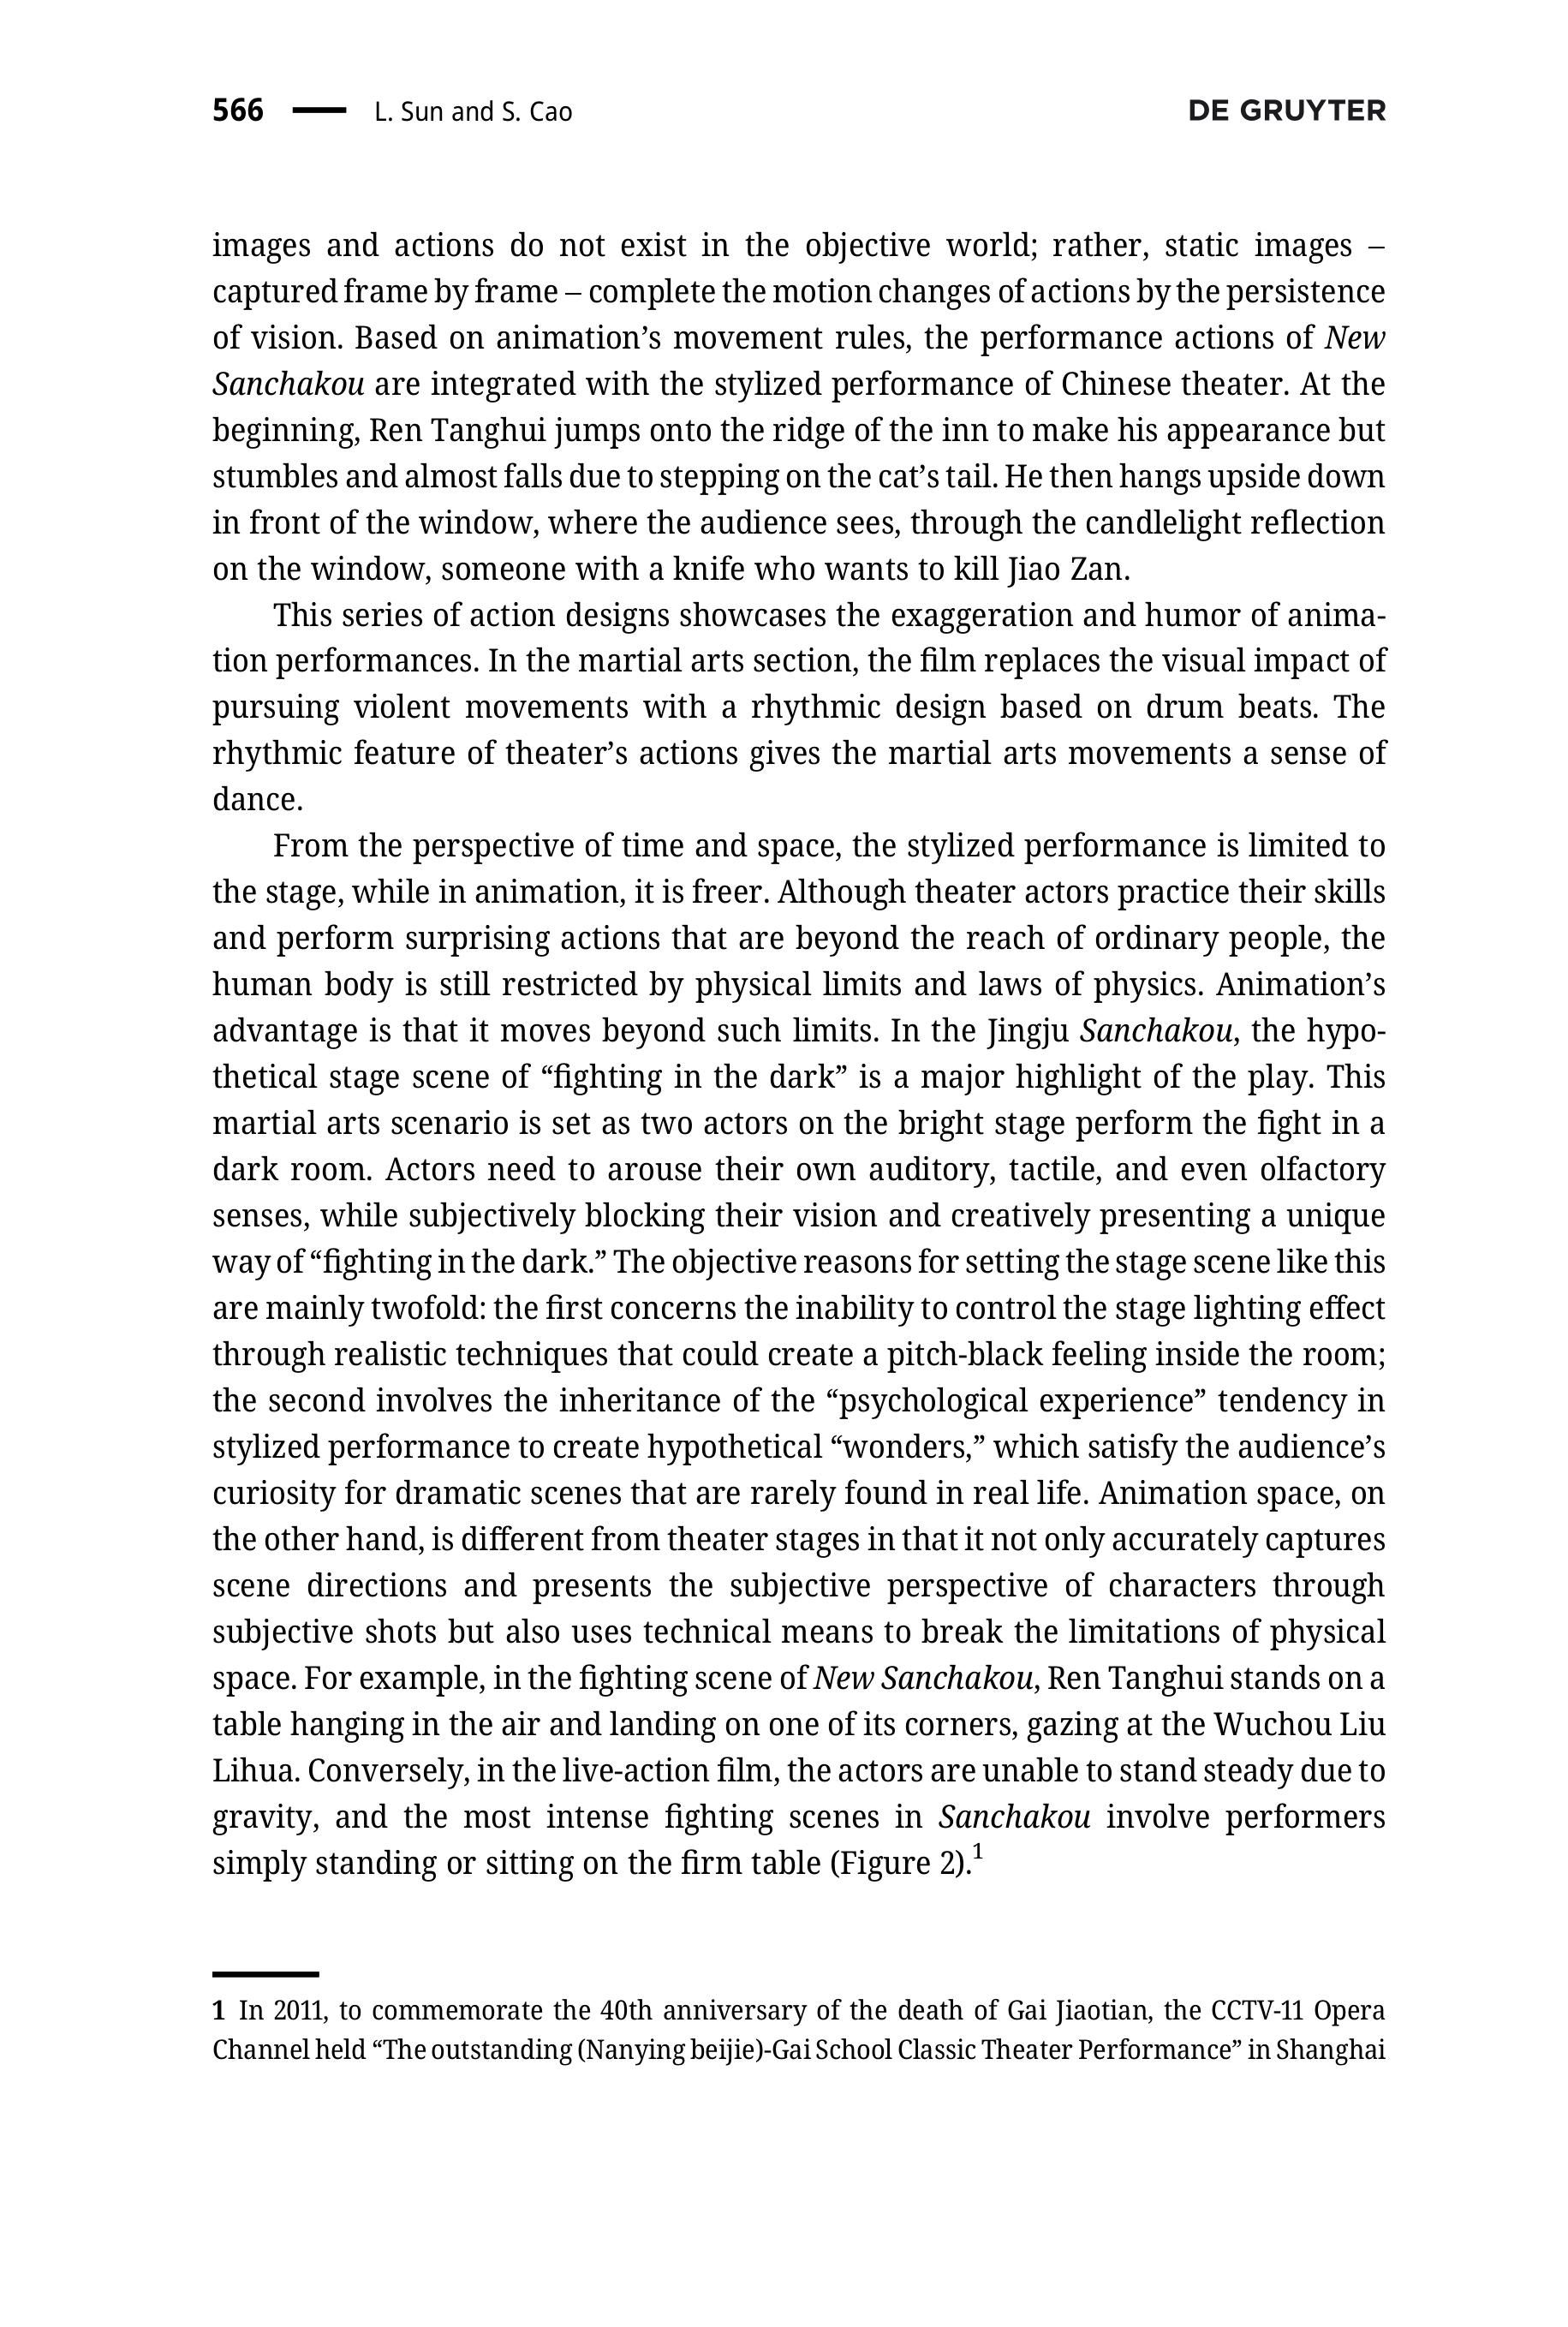 566 — L. Sun and S. Cao DE GRUYTER
images and actions do not exist in the objective world; rather, static images –
captured frame by frame – complete the motion changes of actions by the persistence
of vision. Based on animation’s movement rules, the performance actions of New
Sanchakou are integrated with the stylized performance of Chinese theater. At the
beginning, Ren Tanghui jumps onto the ridge of the inn to make his appearance but
stumbles and almost falls due to stepping on the cat’s tail. He then hangs upside down
in front of the window, where the audience sees, through the candlelight reflection
on the window, someone with a knife who wants to kill Jiao Zan.
This series of action designs showcases the exaggeration and humor of anima-
tion performances. In the martial arts section, the film replaces the visual impact of
pursuing violent movements with a rhythmic design based on drum beats. The
rhythmic feature of theater’s actions gives the martial arts movements a sense of
dance.
From the perspective of time and space, the stylized performance is limited to
the stage, while in animation, it is freer. Although theater actors practice their skills
and perform surprising actions that are beyond the reach of ordinary people, the
human body is still restricted by physical limits and laws of physics. Animation’s
advantage is that it moves beyond such limits. In the Jingju Sanchakou, the hypo-
thetical stage scene of “fighting in the dark” is a major highlight of the play. This
martial arts scenario is set as two actors on the bright stage perform the fight in a
dark room. Actors need to arouse their own auditory, tactile, and even olfactory
senses, while subjectively blocking their vision and creatively presenting a unique
way of “fighting in the dark.” The objective reasons for setting the stage scene like this
are mainly twofold: the first concerns the inability to control the stage lighting effect
through realistic techniques that could create a pitch-black feeling inside the room;
the second involves the inheritance of the “psychological experience” tendency in
stylized performance to create hypothetical “wonders,” which satisfy the audience’s
curiosity for dramatic scenes that are rarely found in real life. Animation space, on
the other hand, is different from theater stages in that it not only accurately captures
scene directions and presents the subjective perspective of characters through
subjective shots but also uses technical means to break the limitations of physical
space. For example, in the fighting scene of New Sanchakou, Ren Tanghui stands on a
table hanging in the air and landing on one of its corners, gazing at the Wuchou Liu
Lihua. Conversely, in the live-action film, the actors are unable to stand steady due to
gravity, and the most intense fighting scenes in Sanchakou involve performers
simply standing or sitting on the firm table (Figure 2).1
1 In 2011, to commemorate the 40th anniversary of the death of Gai Jiaotian, the CCTV-11 Opera
Channel held “The outstanding (Nanying beijie)-Gai School Classic Theater Performance” in Shanghai